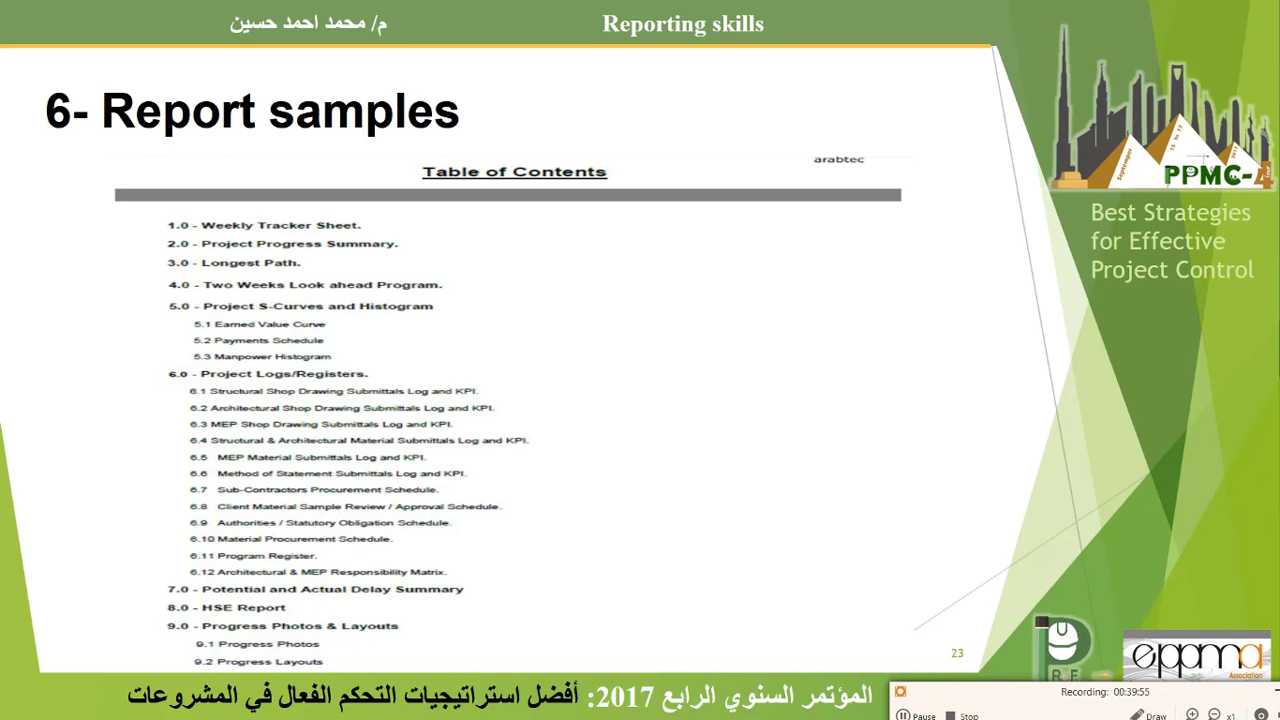 م/ محمد احمد حسين
Reporting skills
6- Report samples
arabtec
Table of Contents
1.0 - Weekly Tracker Sheet.
2.0 - Project Progress Summary.
3.0 - Longest Path.
4.0 - Two Weeks Look ahead Program.
5.0 - Project S-Curves and Histogram
5.1 Earned Value Curve
5.2 Payments Schedule
5.3 Manpower Histogram
6.0 - Project Logs/Registers.
6.1 Structural Shop Drawing Submittals Log and KPI.
6.2 Architectural Shop Drawing Submittals Log and KPI.
6.3 MEP Shop Drawing Submittals Log and KPI.
6.4 Structural & Architectural Material Submittals Log and KPI.
6.5 MEP Material Submittals Log and KPI.
6.6 Method of Statement Submittals Log and KPI.
6.7 Sub-Contractors Procurement Schedule.
6.8 Client Material Sample Review / Approval Schedule.
6.9 Authorities / Statutory Obligation Schedule.
6.10 Material Procurement Schedule.
6.11 Program Register.
6.12 Architectural & MEP Responsibility Matrix.
7.0 - Potential and Actual Delay Summary
8.0 - HSE Report
9.0 - Progress Photos & Layouts
9.1 Progress Photos
9.2 Progress Layouts
September
15 to 17
2017
PPMC-4
Best Strategies
for Effective
Project Control
23
eppma
Association
المؤتمر السنوي الرابع 2017: أفضل استراتيجيات التحكم الفعال في المشروعات
Recording: 00:39:55
Pause
Stop
Draw
x1